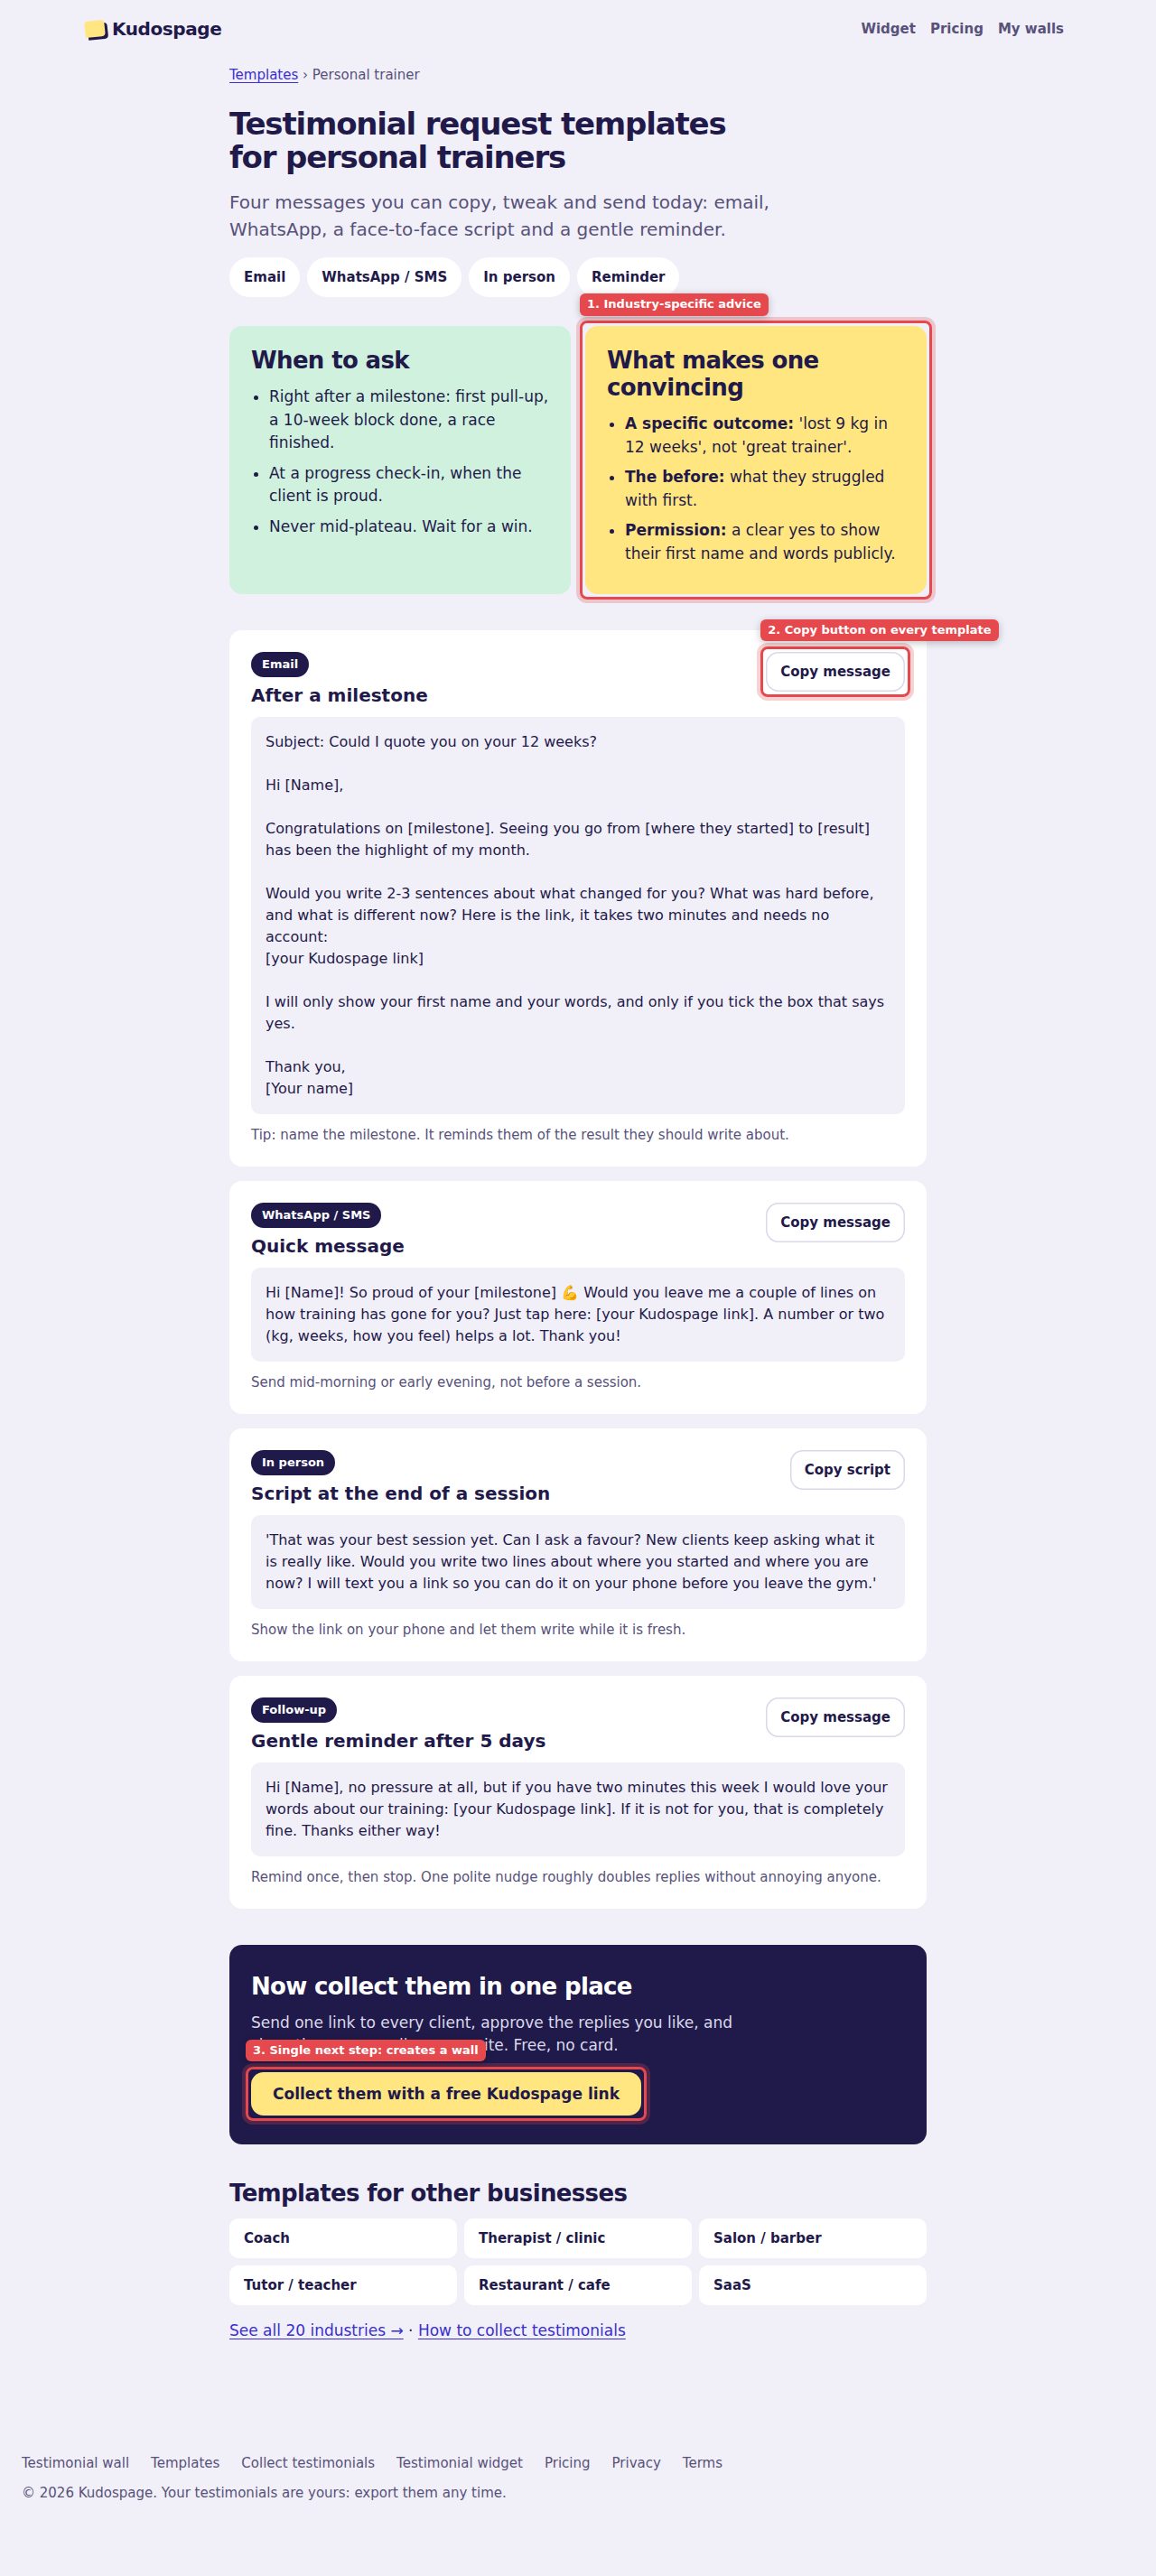 Kudospage
Widget Pricing My walls
Templates › Personal trainer
Testimonial request templates
for personal trainers
Four messages you can copy, tweak and send today: email,
WhatsApp, a face-to-face script and a gentle reminder.
Email WhatsApp / SMS In person Reminder
1. Industry-specific advice
When to ask
• Right after a milestone: first pull-up,
a 10-week block done, a race
finished.
• At a progress check-in, when the
client is proud.
• Never mid-plateau. Wait for a win.
What makes one
convincing
• A specific outcome: 'lost 9 kg in
12 weeks', not 'great trainer'.
• The before: what they struggled
with first.
• Permission: a clear yes to show
their first name and words publicly.
2. Copy button on every template
Email
Copy message
After a milestone
Subject: Could I quote you on your 12 weeks?
Hi [Name],
Congratulations on [milestone]. Seeing you go from [where they started] to [result]
has been the highlight of my month.
Would you write 2-3 sentences about what changed for you? What was hard before,
and what is different now? Here is the link, it takes two minutes and needs no
account:
[your Kudospage link]
I will only show your first name and your words, and only if you tick the box that says
yes.
Thank you,
[Your name]
Tip: name the milestone. It reminds them of the result they should write about.
WhatsApp / SMS
Copy message
Quick message
Hi [Name]! So proud of your [milestone] 💪 Would you leave me a couple of lines on
how training has gone for you? Just tap here: [your Kudospage link]. A number or two
(kg, weeks, how you feel) helps a lot. Thank you!
Send mid-morning or early evening, not before a session.
In person
Copy script
Script at the end of a session
'That was your best session yet. Can I ask a favour? New clients keep asking what it
is really like. Would you write two lines about where you started and where you are
now? I will text you a link so you can do it on your phone before you leave the gym.'
Show the link on your phone and let them write while it is fresh.
Follow-up
Copy message
Gentle reminder after 5 days
Hi [Name], no pressure at all, but if you have two minutes this week I would love your
words about our training: [your Kudospage link]. If it is not for you, that is completely
fine. Thanks either way!
Remind once, then stop. One polite nudge roughly doubles replies without annoying anyone.
Now collect them in one place
Send one link to every client, approve the replies you like, and
ite. Free, no card.
3. Single next step: creates a wall
Collect them with a free Kudospage link
Templates for other businesses
Coach Therapist / clinic Salon / barber
Tutor / teacher Restaurant / cafe SaaS
See all 20 industries → · How to collect testimonials
Testimonial wall Templates Collect testimonials Testimonial widget Pricing Privacy Terms
© 2026 Kudospage. Your testimonials are yours: export them any time.